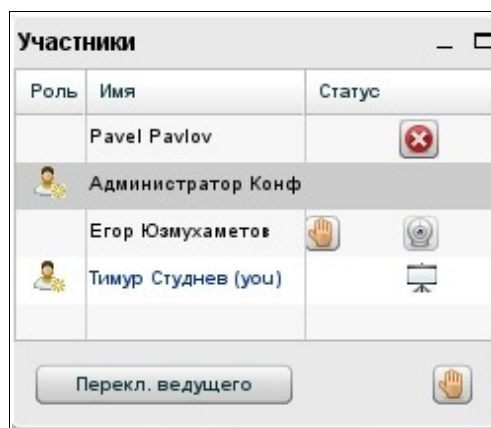 Участники
Роль Имя Статус
Pavel Pavlov
Администратор Конф
Егор Юзмухаметов
Тимур Студнев (you)
Перекл. ведущего